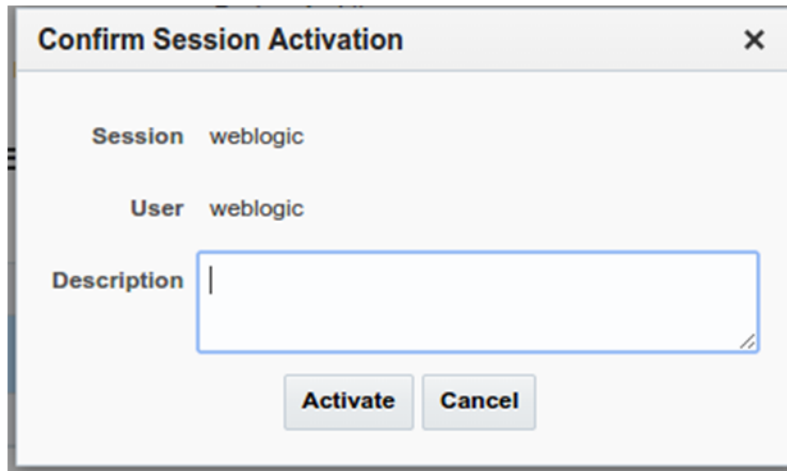 Confirm Session Activation ×
Session weblogic
User weblogic
Description
Activate Cancel